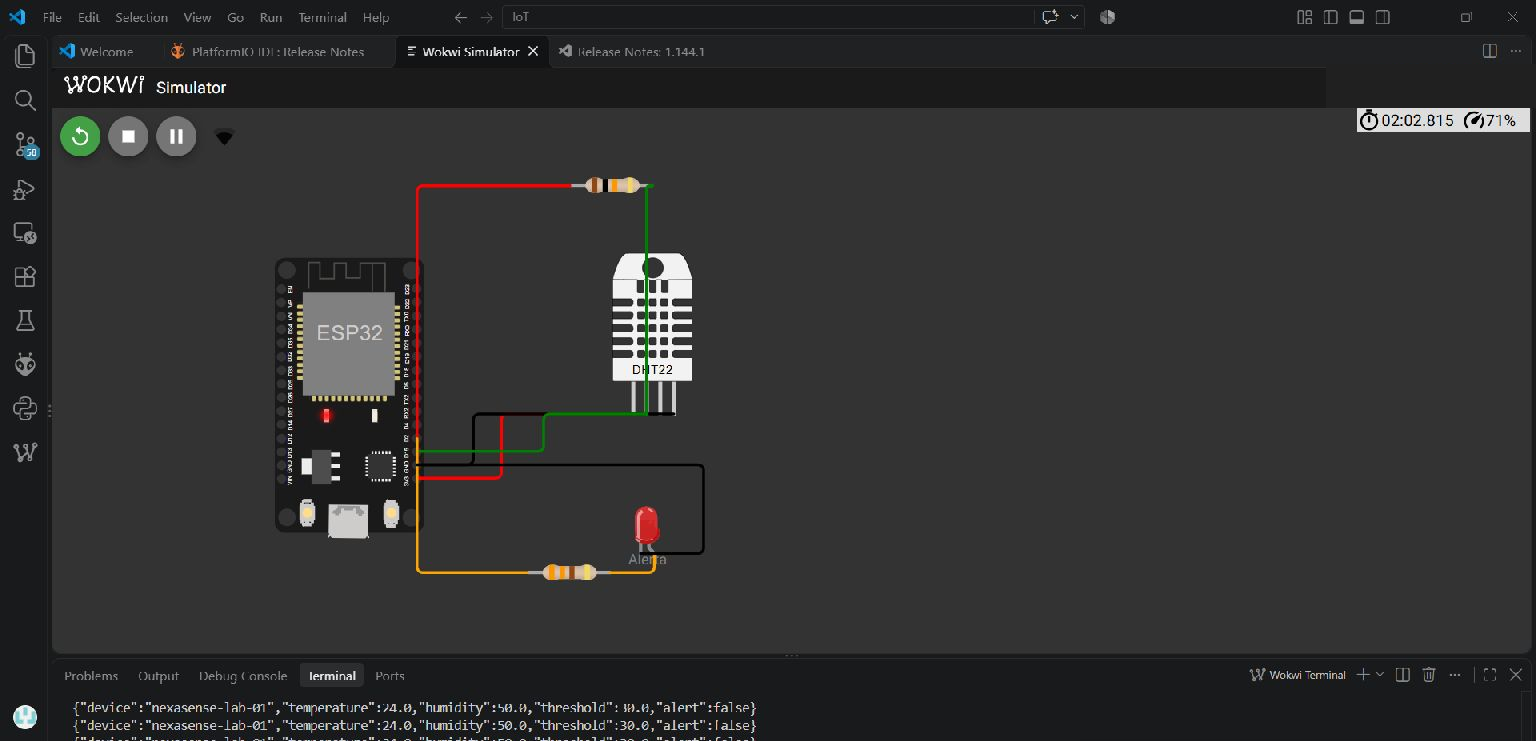 File Edit Selection View Go Run Terminal Help
IoT
Welcome
PlatformIO IDE: Release Notes
Wokwi Simulator
Release Notes: 1.144.1
WOKWi Simulator
02:02.815 71%
58
ESP32
DHT22
Alerta
Problems Output Debug Console Terminal Ports
Wokwi Terminal
{"device":"nexasense-lab-01","temperature":24.0,"humidity":50.0,"threshold":30.0,"alert":false}
{"device":"nexasense-lab-01","temperature":24.0,"humidity":50.0,"threshold":30.0,"alert":false}